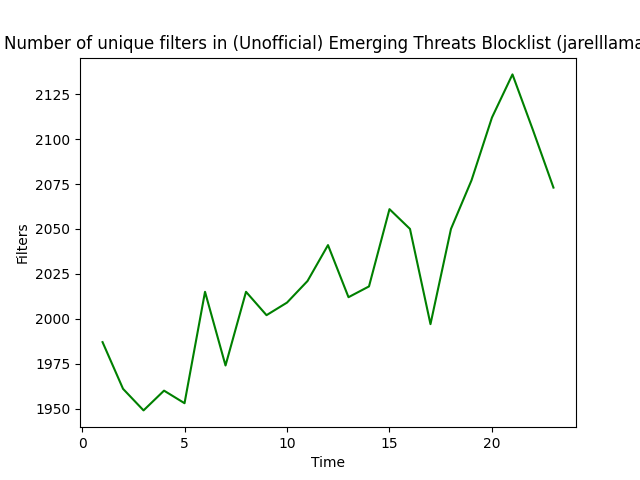 Number of unique filters in (Unofficial) Emerging Threats Blocklist (jarelllama
2125
2100
2075
2050
2025
2000
1975
1950
Filters
0 5 10 15 20
Time